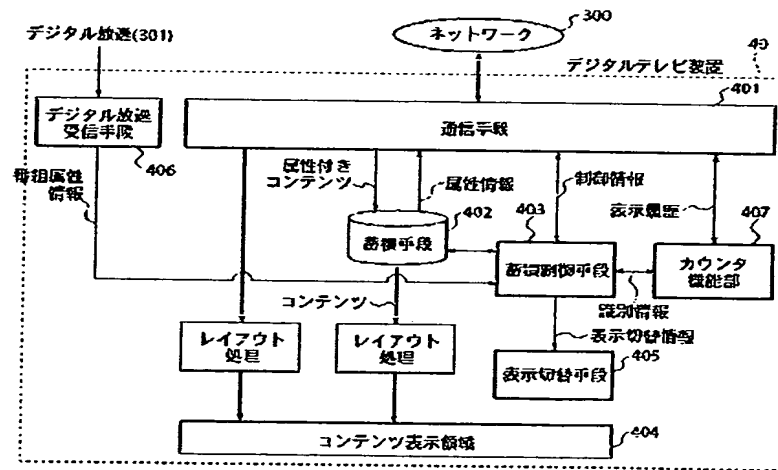 デジタル放送(301)
ネットワーク
300
デジタルテレビ装置
40
401
通信手段
デジタル放送
受信手段
406
番組属性
情報
属性付き
コンテンツ
属性情報
402
蓄積手段
制御情報
403
蓄積制御手段
表示履歴
407
カウンタ
機能部
識別情報
コンテンツ
レイアウト
処理
レイアウト
処理
表示切替情報
405
表示切替手段
コンテンツ表示領域
404